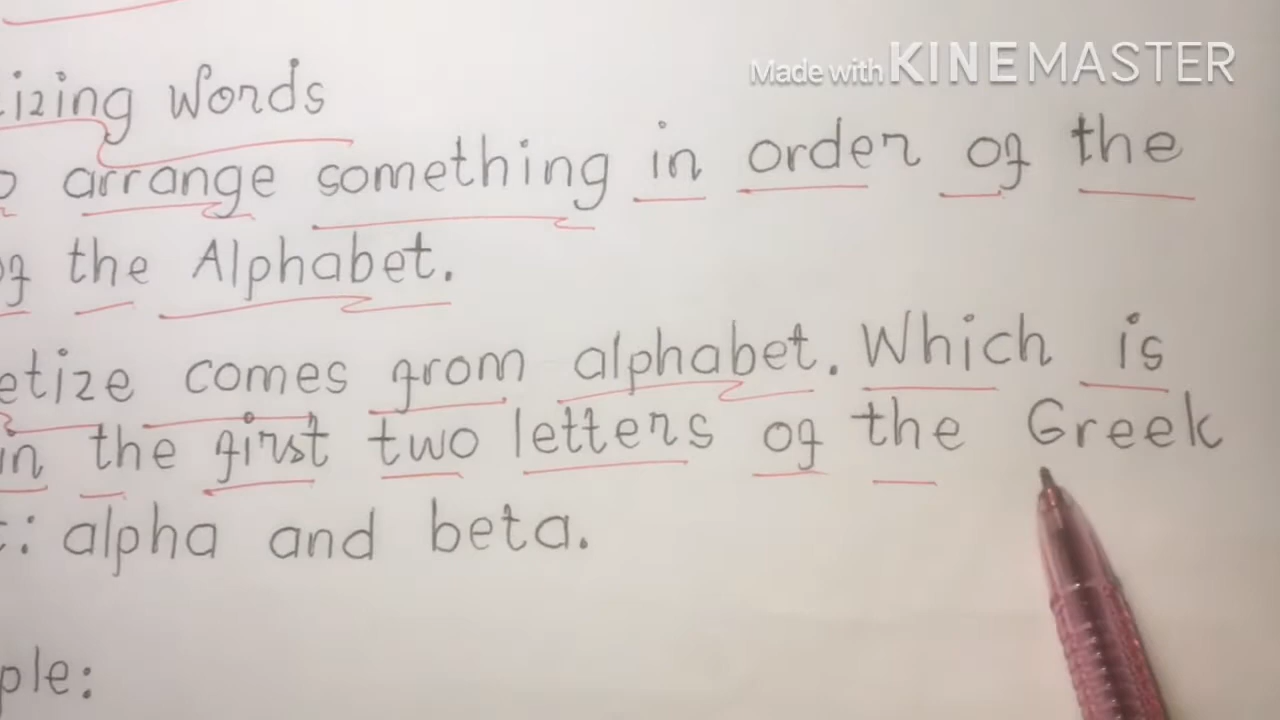 Made with KINEMASTER
izing Words
arrange something in order of the
of the Alphabet.
etize comes from alphabet. Which is
in the first two letters of the Greek
: alpha and beta.
ple: